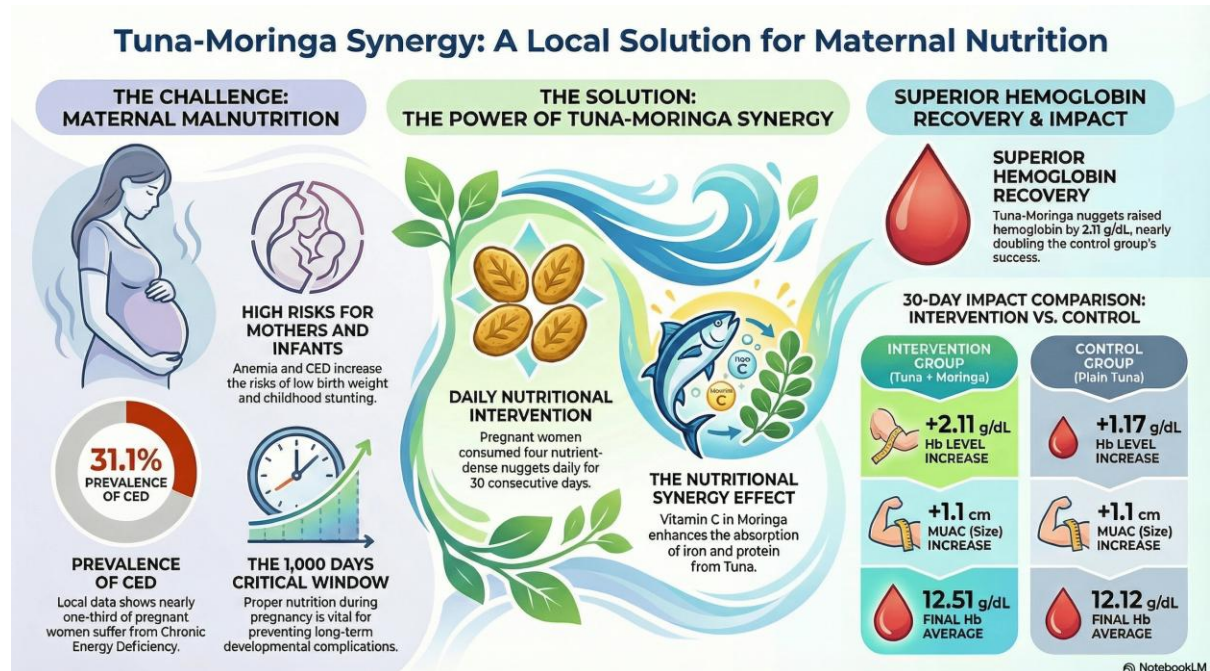 Tuna-Moringa Synergy: A Local Solution for Maternal Nutrition
THE CHALLENGE:
MATERNAL MALNUTRITION
HIGH RISKS FOR
MOTHERS AND
INFANTS
Anemia and CED increase
the risks of low birth weight
and childhood stunting.
31.1%
PREVALENCE
OF CED
PREVALENCE
OF CED
Local data shows nearly
one-third of pregnant
women suffer from Chronic
Energy Deficiency.
THE 1,000 DAYS
CRITICAL WINDOW
Proper nutrition during
pregnancy is vital for
preventing long-term
developmental complications.
THE SOLUTION:
THE POWER OF TUNA-MORINGA SYNERGY
DAILY NUTRITIONAL
INTERVENTION
Pregnant women
consumed four nutrient-
dense nuggets daily for
30 consecutive days.
C
C
THE NUTRITIONAL
SYNERGY EFFECT
Vitamin C in Moringa
enhances the absorption
of iron and protein
from Tuna.
SUPERIOR HEMOGLOBIN
RECOVERY & IMPACT
SUPERIOR
HEMOGLOBIN
RECOVERY
Tuna-Moringa nuggets raised
hemoglobin by 2.11 g/dL, nearly
doubling the control group's
success.
30-DAY IMPACT COMPARISON:
INTERVENTION VS. CONTROL
INTERVENTION
GROUP
(Tuna + Moringa)
+2.11 g/dL
Hb LEVEL
INCREASE
+1.1 cm
MUAC (Size)
INCREASE
12.51 g/dL
FINAL Hb
AVERAGE
CONTROL
GROUP
(Plain Tuna)
+1.17 g/dL
Hb LEVEL
INCREASE
+1.1 cm
MUAC (Size)
INCREASE
12.12 g/dL
FINAL Hb
AVERAGE
NotebookLM